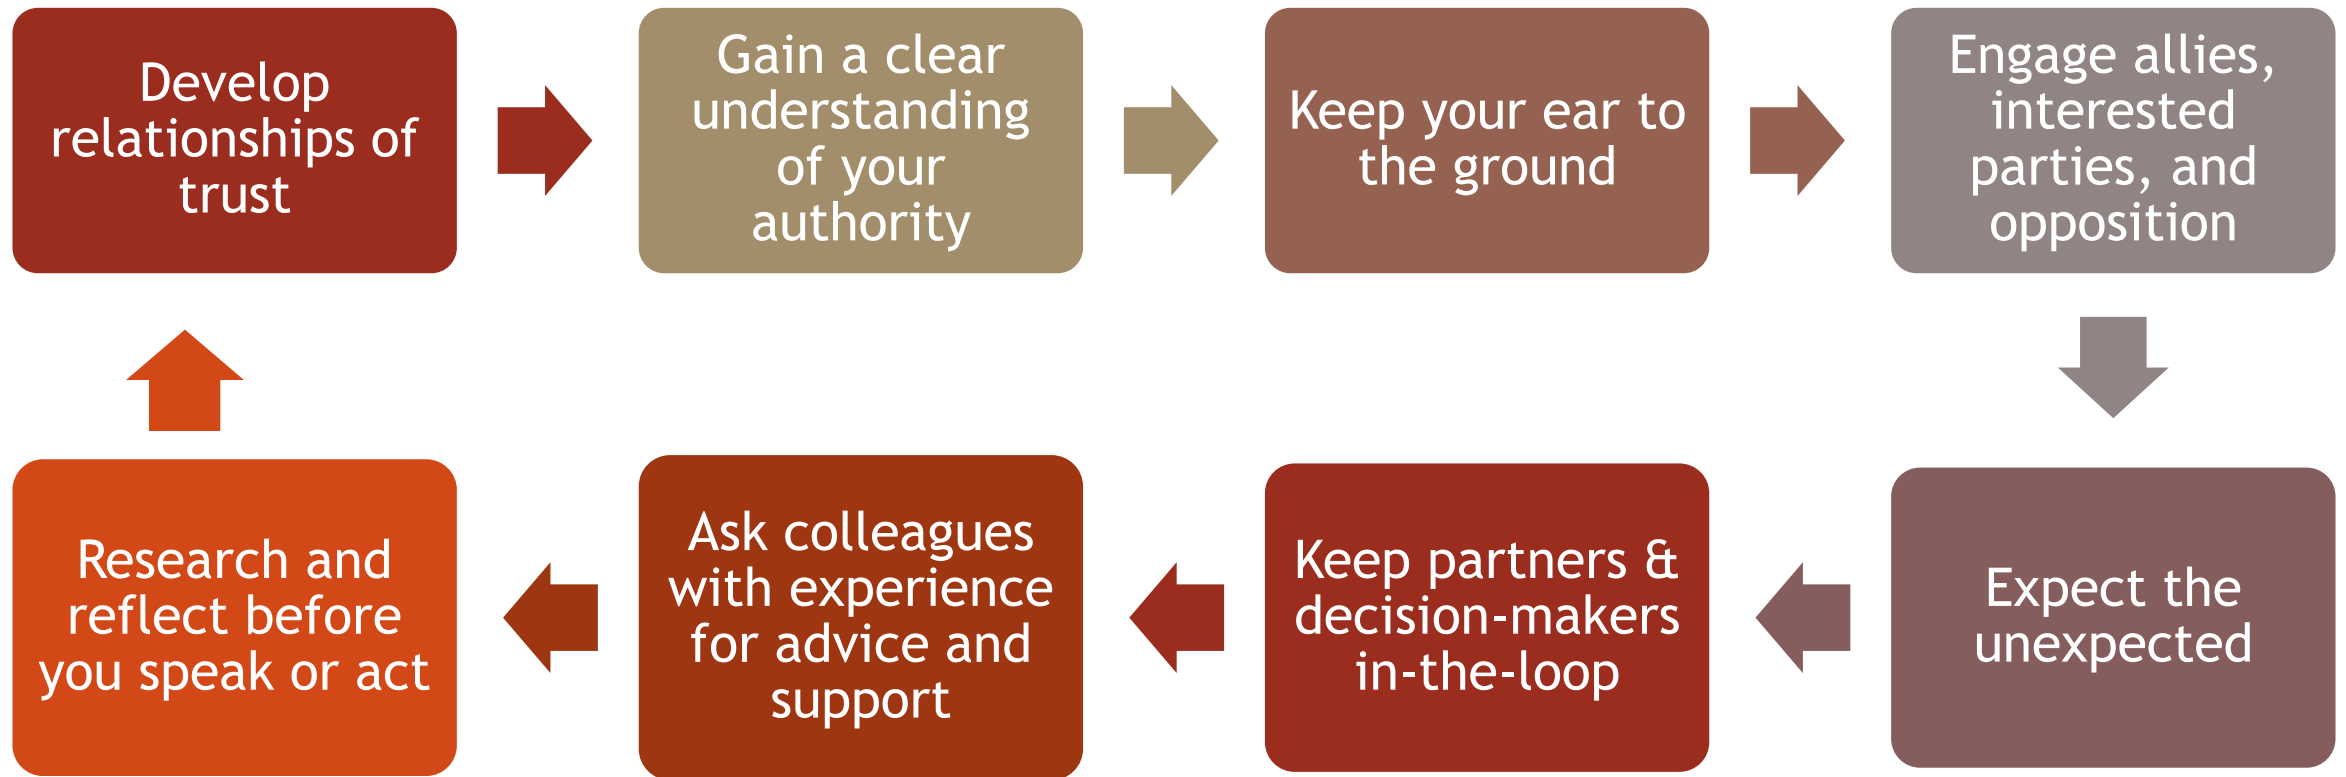 Develop
relationships of
trust
Gain a clear
understanding
of your
authority
Keep your ear to
the ground
Engage allies,
interested
parties, and
opposition
Expect the
unexpected
Keep partners &
decision-makers
in-the-loop
Ask colleagues
with experience
for advice and
support
Research and
reflect before
you speak or act